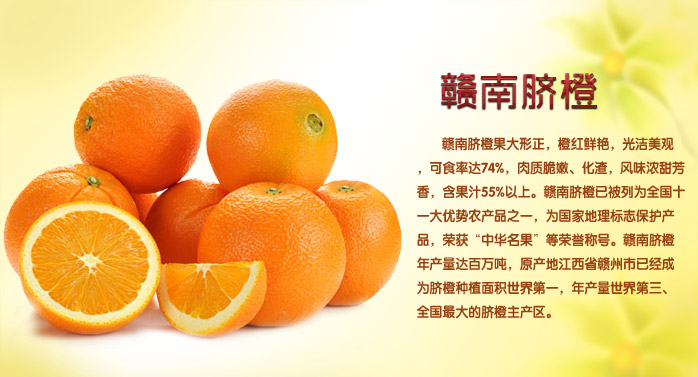 赣南脐橙
赣南脐橙果大形正，橙红鲜艳，光洁美观
，可食率达74%，肉质脆嫩、化渣，风味浓甜芳
香，含果汁55%以上。赣南脐橙已被列为全国十
一大优势农产品之一，为国家地理标志保护产
品，荣获“中华名果”等荣誉称号。赣南脐橙
年产量达百万吨，原产地江西省赣州市已经成
为脐橙种植面积世界第一，年产量世界第三、
全国最大的脐橙主产区。